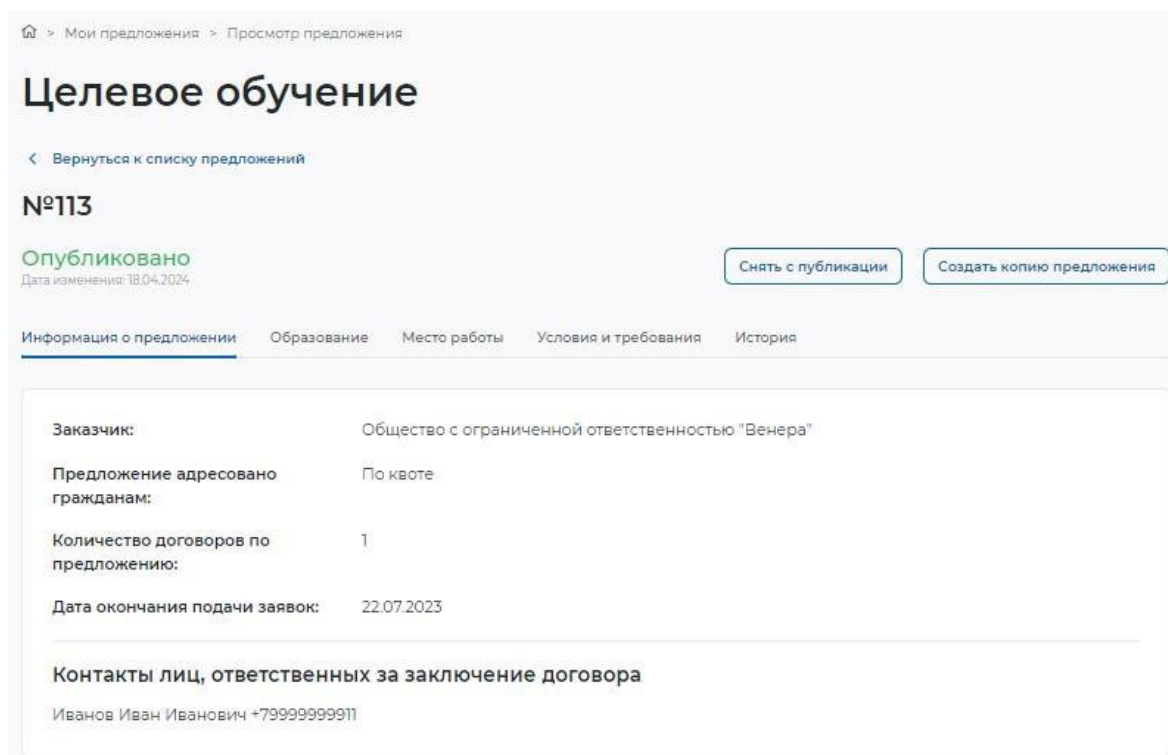 > Мои предложения > Просмотр предложения
Целевое обучение
< Вернуться к списку предложений
№113
Опубликовано
Дата изменения: 18.04.2024
Снять с публикации
Создать копию предложения
Информация о предложении Образование Место работы Условия и требования История
Заказчик: Общество с ограниченной ответственностью "Венера"
Предложение адресовано гражданам: По квоте
Количество договоров по предложению: 1
Дата окончания подачи заявок: 22.07.2023
Контакты лиц, ответственных за заключение договора
Иванов Иван Иванович +79999999911